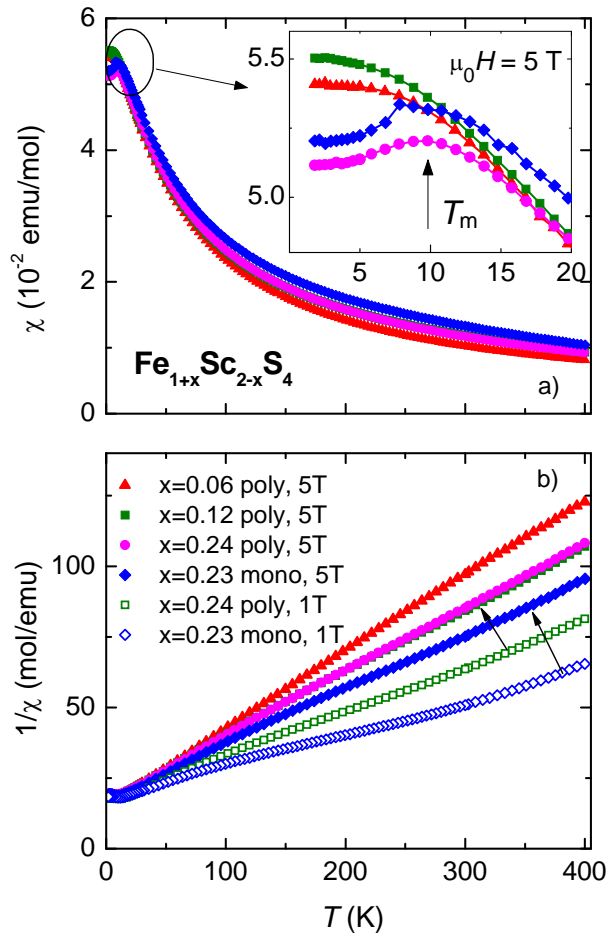 6
5
4
3
2
1
0
χ (10⁻² emu/mol)
5.5
5.0
μ₀H = 5 T
Tₘ
5 10 15 20
Fe₁₊ₓSc₂₋ₓS₄
a)
b)
x=0.06 poly, 5T
x=0.12 poly, 5T
x=0.24 poly, 5T
x=0.23 mono, 5T
x=0.24 poly, 1T
x=0.23 mono, 1T
100
50
0
1/χ (mol/emu)
0 100 200 300 400
T (K)